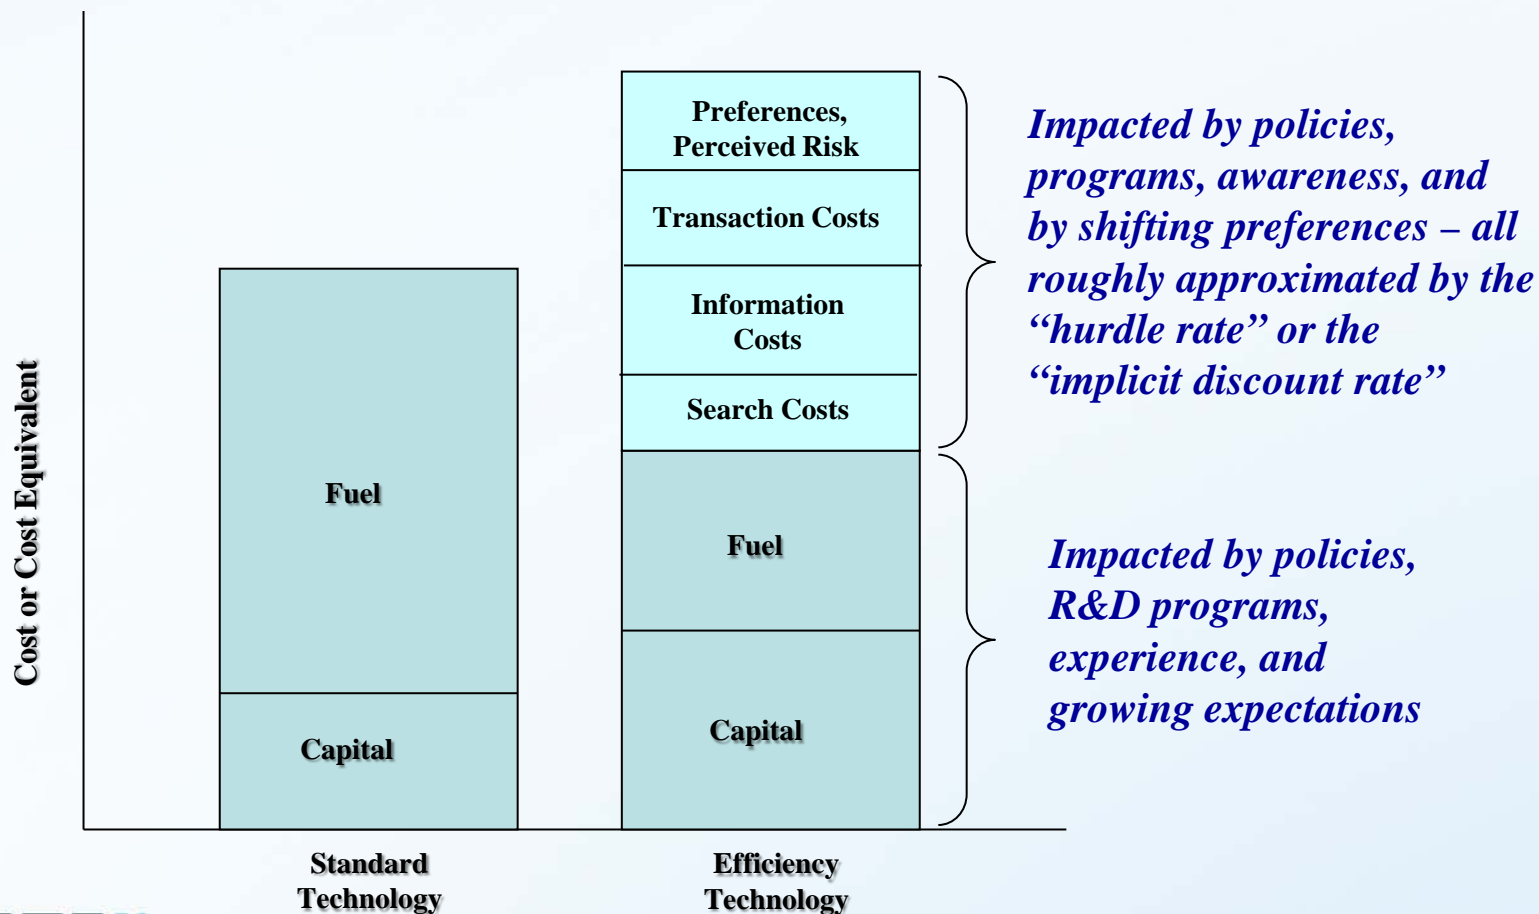 Cost or Cost Equivalent
Fuel
Capital
Standard
Technology
Preferences,
Perceived Risk
Transaction Costs
Information
Costs
Search Costs
Fuel
Capital
Efficiency
Technology
Impacted by policies,
programs, awareness, and
by shifting preferences – all
roughly approximated by the
“hurdle rate” or the
“implicit discount rate”
Impacted by policies,
R&D programs,
experience, and
growing expectations